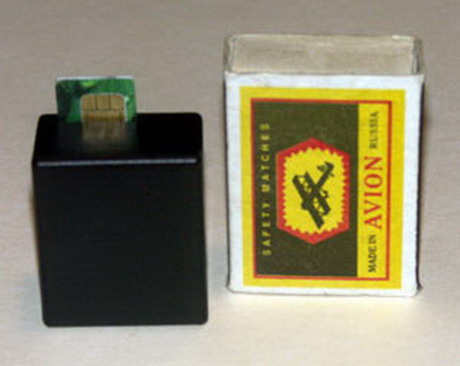 SAFETY MATCHES
MADE IN AVION RUSSIA